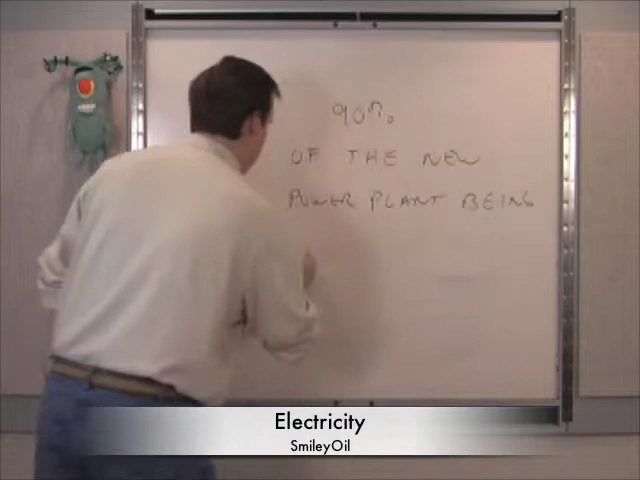 90%
OF THE NEW
POWER PLANT BEING
Electricity
SmileyOil